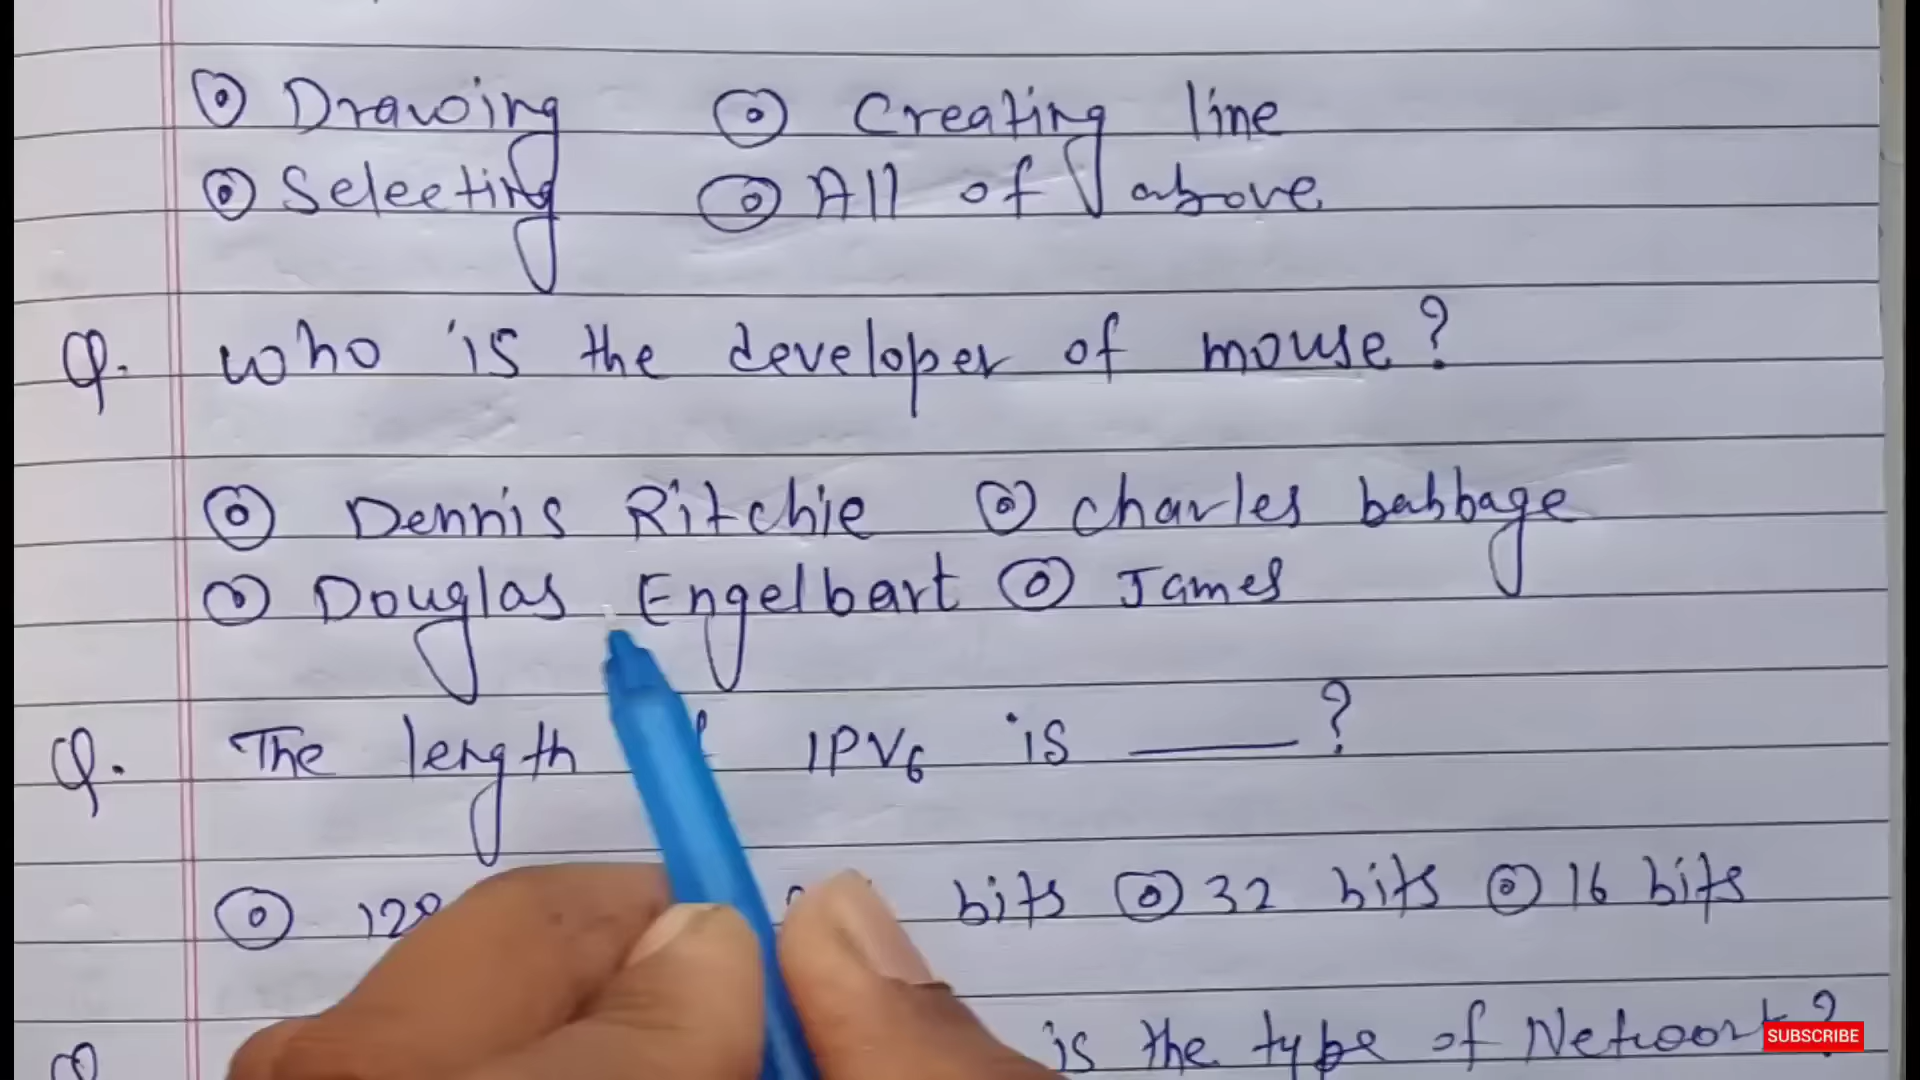 Drawing Creating line
Selecting All of above
Q. Who is the developer of mouse?
Dennis Ritchie Charles babbage
Douglas Engelbart James
Q. The length IPV6 is ____?
128 bits 32 bits 16 bits
Q is the type of Network?
SUBSCRIBE